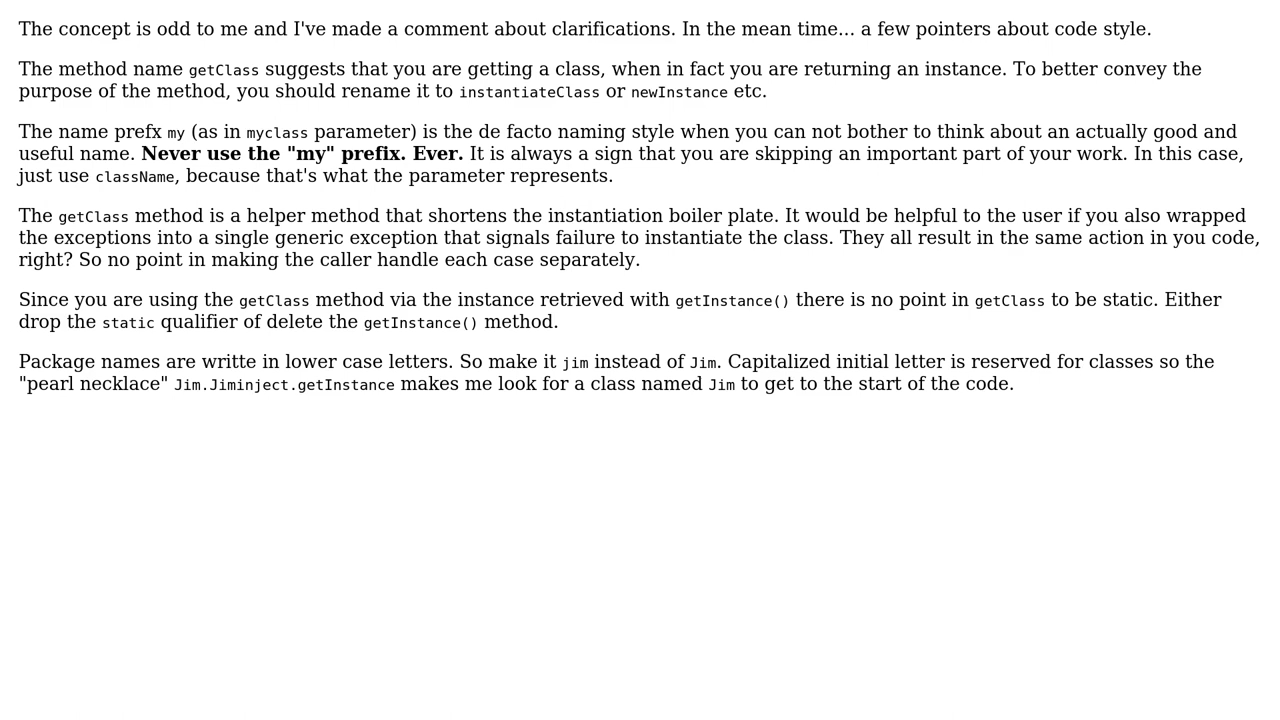 The concept is odd to me and I've made a comment about clarifications. In the mean time... a few pointers about code style.
The method name getClass suggests that you are getting a class, when in fact you are returning an instance. To better convey the
purpose of the method, you should rename it to instantiateClass or newInstance etc.
The name prefx my (as in myclass parameter) is the de facto naming style when you can not bother to think about an actually good and
useful name. Never use the "my" prefix. Ever. It is always a sign that you are skipping an important part of your work. In this case,
just use className, because that's what the parameter represents.
The getClass method is a helper method that shortens the instantiation boiler plate. It would be helpful to the user if you also wrapped
the exceptions into a single generic exception that signals failure to instantiate the class. They all result in the same action in you code,
right? So no point in making the caller handle each case separately.
Since you are using the getClass method via the instance retrieved with getInstance() there is no point in getClass to be static. Either
drop the static qualifier of delete the getInstance() method.
Package names are writte in lower case letters. So make it jim instead of Jim. Capitalized initial letter is reserved for classes so the
"pearl necklace" Jim.Jiminject.getInstance makes me look for a class named Jim to get to the start of the code.